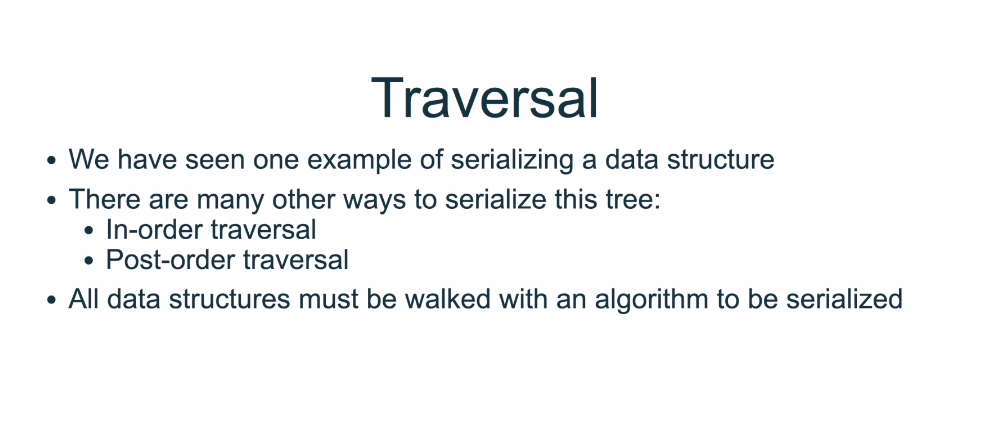 Traversal
• We have seen one example of serializing a data structure
• There are many other ways to serialize this tree:
• In-order traversal
• Post-order traversal
• All data structures must be walked with an algorithm to be serialized